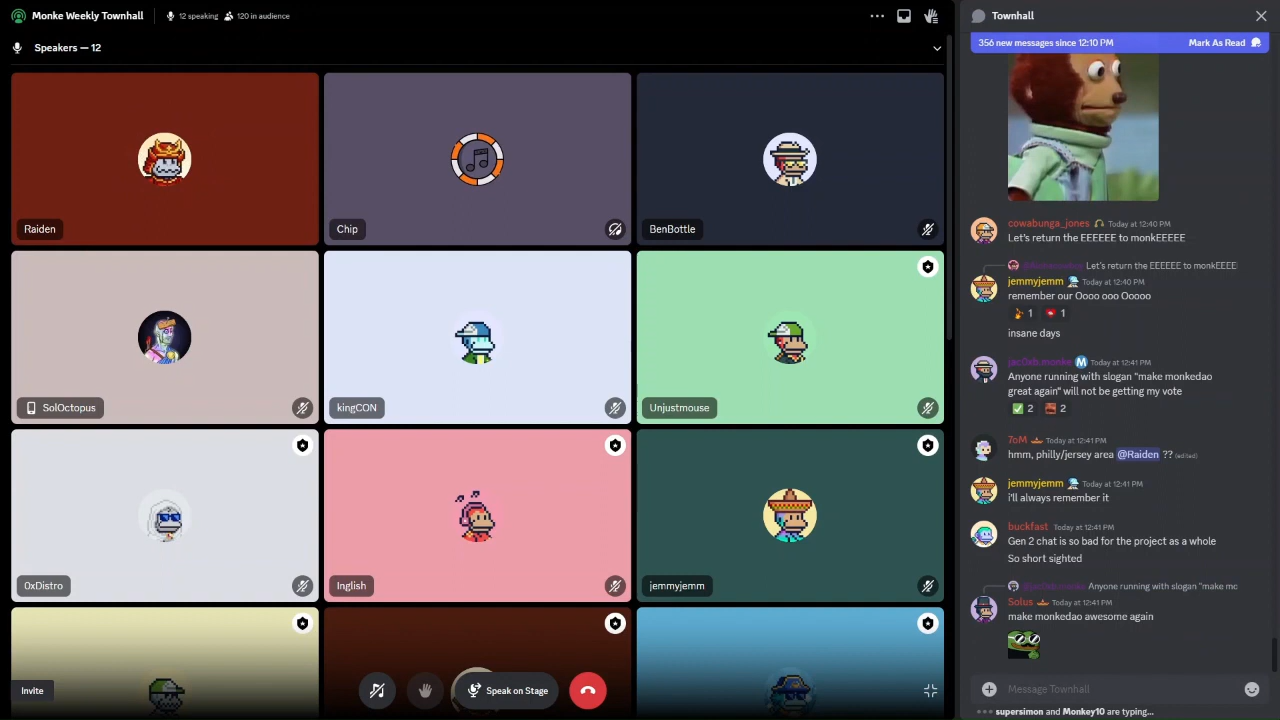 Monke Weekly Townhall
12 speaking
120 in audience
Speakers — 12
Raiden
Chip
BenBottle
SolOctopus
kingCON
Unjustmouse
0xDistro
Inglish
jemmyjemm
Invite
Speak on Stage
Townhall
356 new messages since 12:10 PM
Mark As Read
cowabunga_jones Today at 12:40 PM
Let's return the EEEEEE to monkEEEEE
Let's return the EEEEEE to monkEEEE
jemmyjemm Today at 12:40 PM
remember our Oooo ooo Ooooo
1 1
insane days
jac0xb.monke M Today at 12:41 PM
Anyone running with slogan "make monkedao
great again" will not be getting my vote
2 2
7oM Today at 12:41 PM
hmm, philly/jersey area @Raiden ?? (edited)
jemmyjemm Today at 12:41 PM
i'll always remember it
buckfast Today at 12:41 PM
Gen 2 chat is so bad for the project as a whole
So short sighted
@jac0xb.monke Anyone running with slogan "make mo
Solus Today at 12:41 PM
make monkedao awesome again
Message Townhall
supersimon and Monkey10 are typing...